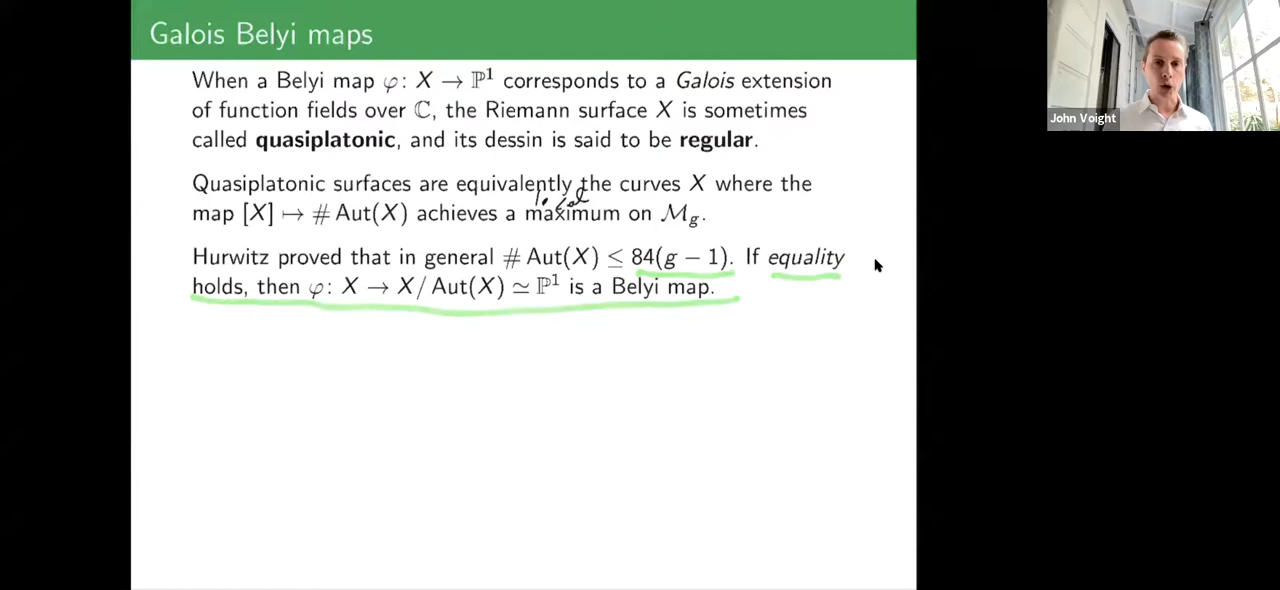 Galois Belyi maps
When a Belyi map φ: X → ℙ¹ corresponds to a Galois extension
of function fields over ℂ, the Riemann surface X is sometimes
called quasiplatonic, and its dessin is said to be regular.
Quasiplatonic surfaces are equivalently the curves X where the
local
map [X] ↦ # Aut(X) achieves a maximum on ℳg.
Hurwitz proved that in general # Aut(X) ≤ 84(g − 1). If equality
holds, then φ: X → X/ Aut(X) ≃ ℙ¹ is a Belyi map.
John Voight